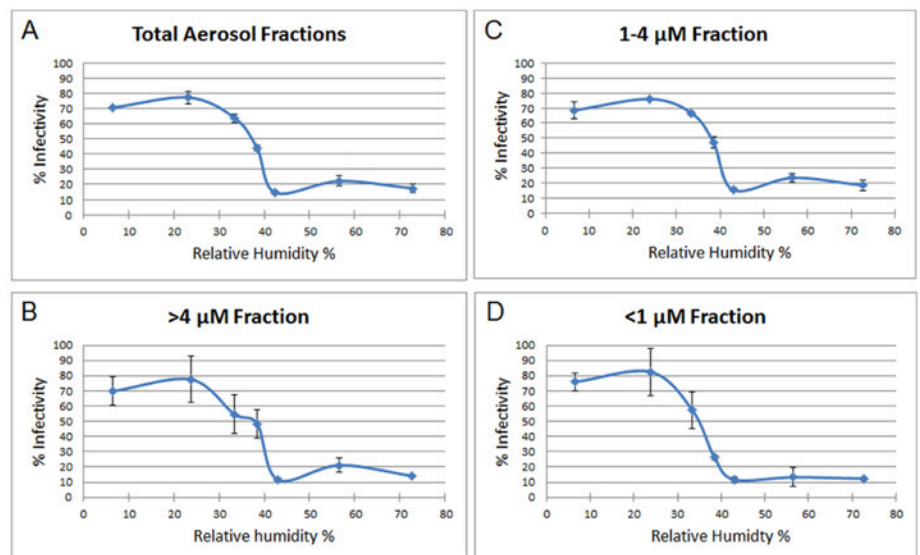 A
Total Aerosol Fractions
% Infectivity
100
90
80
70
60
50
40
30
20
10
0
0 10 20 30 40 50 60 70 80
Relative Humidity %
C
1-4 µM Fraction
% Infectivity
100
90
80
70
60
50
40
30
20
10
0
0 10 20 30 40 50 60 70 80
Relative Humidity %
B
>4 µM Fraction
% Infectivity
100
90
80
70
60
50
40
30
20
10
0
0 10 20 30 40 50 60 70 80
Relative humidity %
D
<1 µM Fraction
% Infectivity
100
90
80
70
60
50
40
30
20
10
0
0 10 20 30 40 50 60 70 80
Relative Humidity %